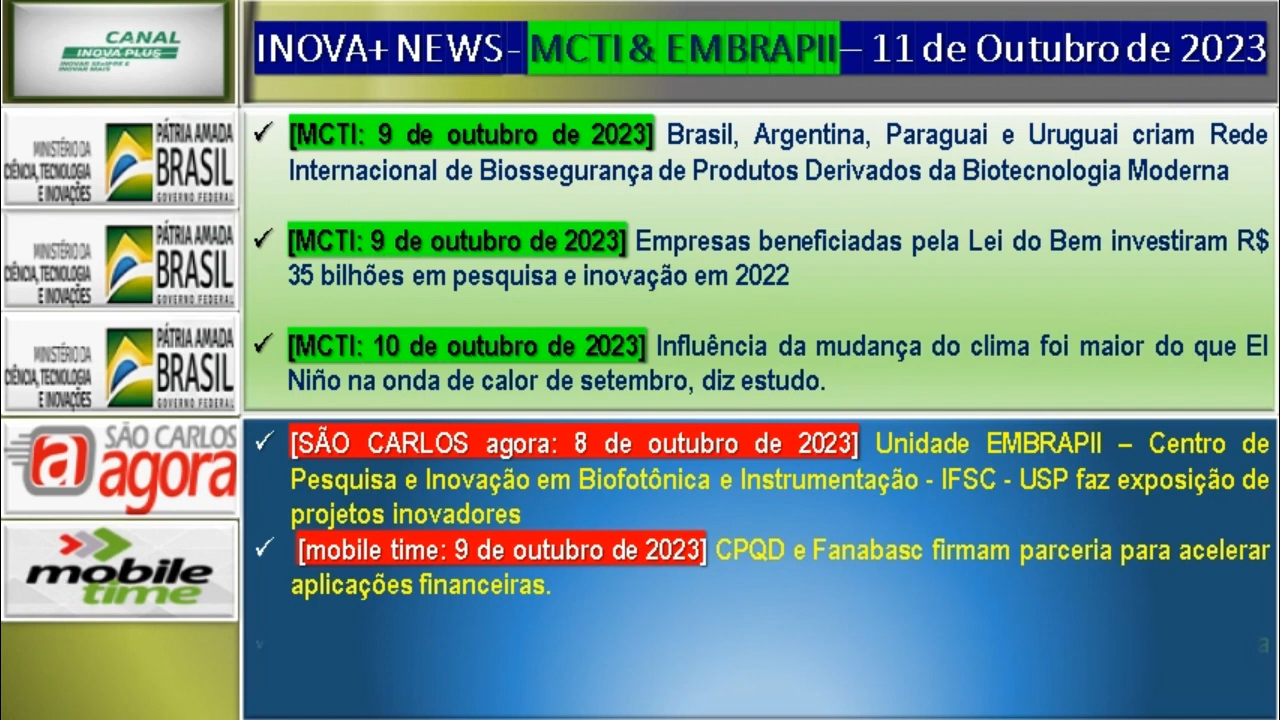 CANAL
INOVA PLUS
INOVAR SEMPRE E
INOVAR MAIS
INOVA+ NEWS- MCTI & EMBRAPII– 11 de Outubro de 2023
MINISTÉRIO DA
CIÊNCIA, TECNOLOGIA
E INOVAÇÕES
PÁTRIA AMADA
BRASIL
GOVERNO FEDERAL
✓ [MCTI: 9 de outubro de 2023] Brasil, Argentina, Paraguai e Uruguai criam Rede
Internacional de Biossegurança de Produtos Derivados da Biotecnologia Moderna
MINISTÉRIO DA
CIÊNCIA, TECNOLOGIA
E INOVAÇÕES
PÁTRIA AMADA
BRASIL
GOVERNO FEDERAL
✓ [MCTI: 9 de outubro de 2023] Empresas beneficiadas pela Lei do Bem investiram R$
35 bilhões em pesquisa e inovação em 2022
MINISTÉRIO DA
CIÊNCIA, TECNOLOGIA
E INOVAÇÕES
PÁTRIA AMADA
BRASIL
GOVERNO FEDERAL
✓ [MCTI: 10 de outubro de 2023] Influência da mudança do clima foi maior do que El
Niño na onda de calor de setembro, diz estudo.
a SÃO CARLOS
agora
✓ [SÃO CARLOS agora: 8 de outubro de 2023] Unidade EMBRAPII – Centro de
Pesquisa e Inovação em Biofotônica e Instrumentação - IFSC - USP faz exposição de
projetos inovadores
mobile
time
✓ [mobile time: 9 de outubro de 2023] CPQD e Fanabasc firmam parceria para acelerar
aplicações financeiras.
a